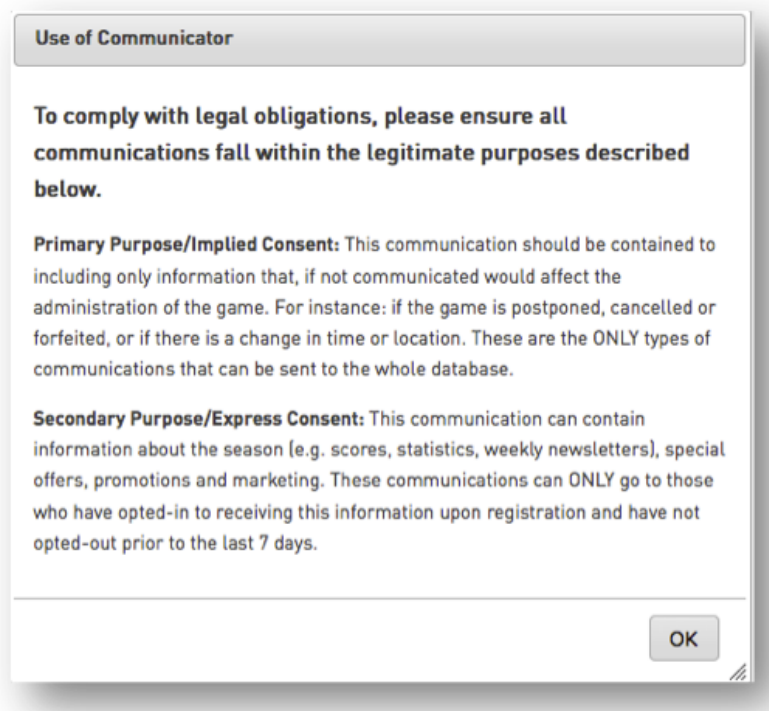 Use of Communicator
To comply with legal obligations, please ensure all
communications fall within the legitimate purposes described
below.
Primary Purpose/Implied Consent: This communication should be contained to
including only information that, if not communicated would affect the
administration of the game. For instance: if the game is postponed, cancelled or
forfeited, or if there is a change in time or location. These are the ONLY types of
communications that can be sent to the whole database.
Secondary Purpose/Express Consent: This communication can contain
information about the season (e.g. scores, statistics, weekly newsletters), special
offers, promotions and marketing. These communications can ONLY go to those
who have opted-in to receiving this information upon registration and have not
opted-out prior to the last 7 days.
OK